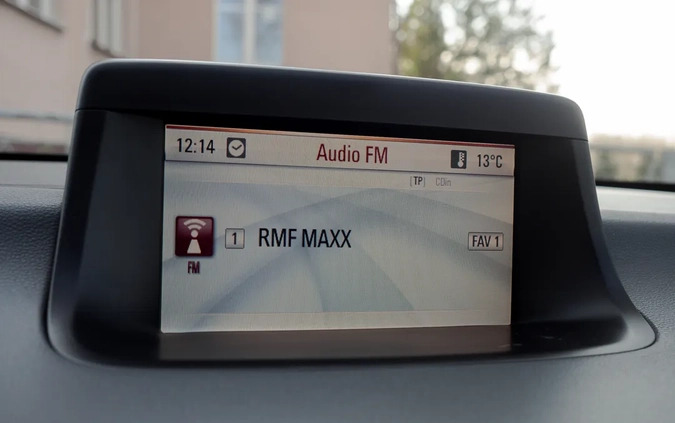 12:14 Audio FM 13°C
[TP] CDin
1 RMF MAXX FAV 1
FM